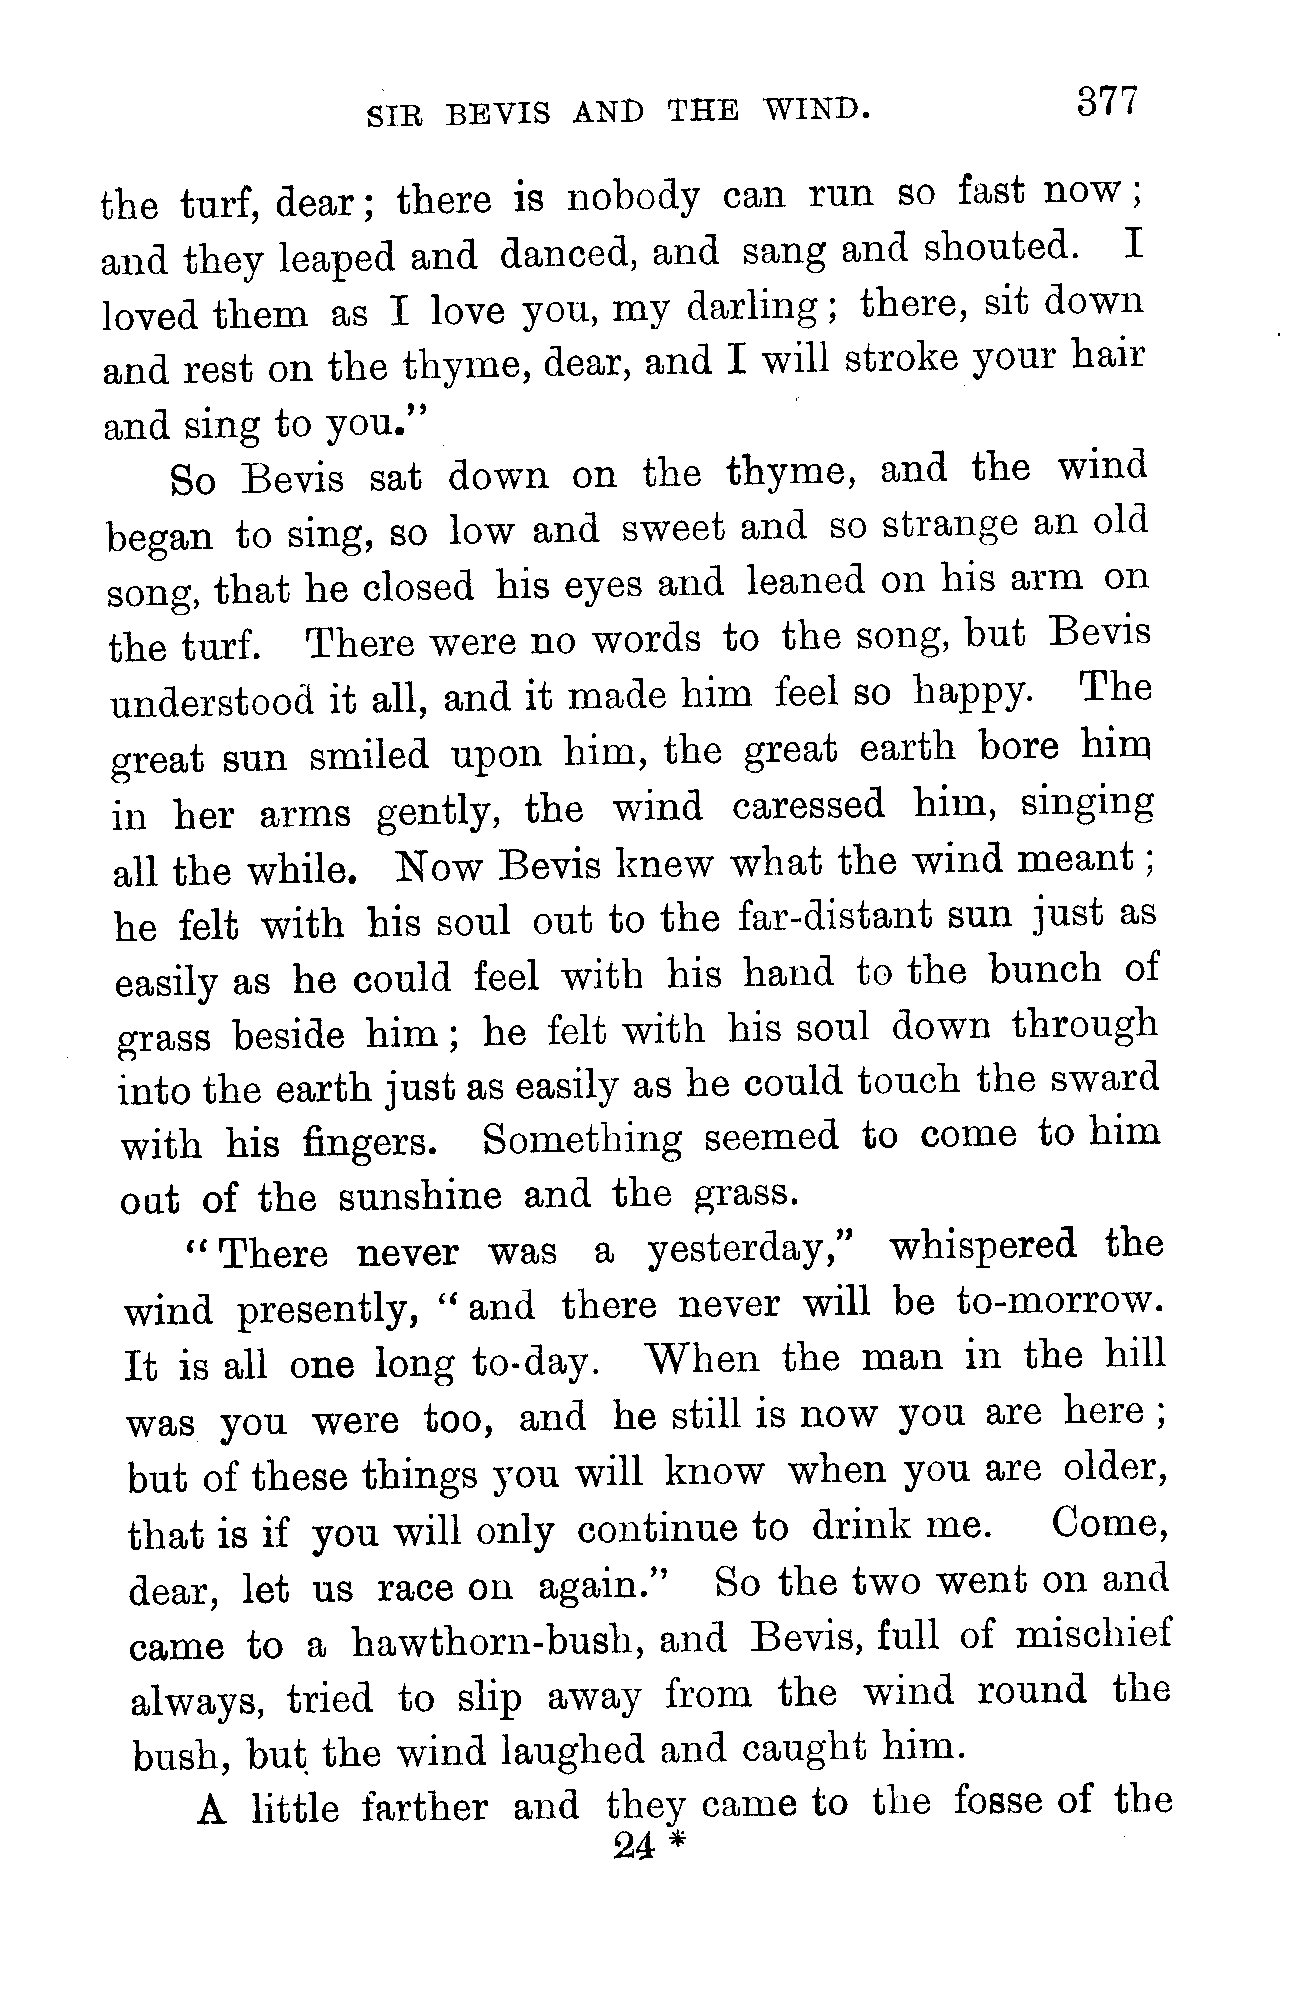 SIR BEVIS AND THE WIND. 377
the turf, dear; there is nobody can run so fast now;
and they leaped and danced, and sang and shouted. I
loved them as I love you, my darling; there, sit down
and rest on the thyme, dear, and I will stroke your hair
and sing to you."
So Bevis sat down on the thyme, and the wind
began to sing, so low and sweet and so strange an old
song, that he closed his eyes and leaned on his arm on
the turf. There were no words to the song, but Bevis
understood it all, and it made him feel so happy. The
great sun smiled upon him, the great earth bore him
in her arms gently, the wind caressed him, singing
all the while. Now Bevis knew what the wind meant;
he felt with his soul out to the far-distant sun just as
easily as he could feel with his hand to the bunch of
grass beside him; he felt with his soul down through
into the earth just as easily as he could touch the sward
with his fingers. Something seemed to come to him
out of the sunshine and the grass.
"There never was a yesterday," whispered the
wind presently, "and there never will be to-morrow.
It is all one long to-day. When the man in the hill
was you were too, and he still is now you are here;
but of these things you will know when you are older,
that is if you will only continue to drink me. Come,
dear, let us race on again." So the two went on and
came to a hawthorn-bush, and Bevis, full of mischief
always, tried to slip away from the wind round the
bush, but the wind laughed and caught him.
A little farther and they came to the fosse of the
24 *